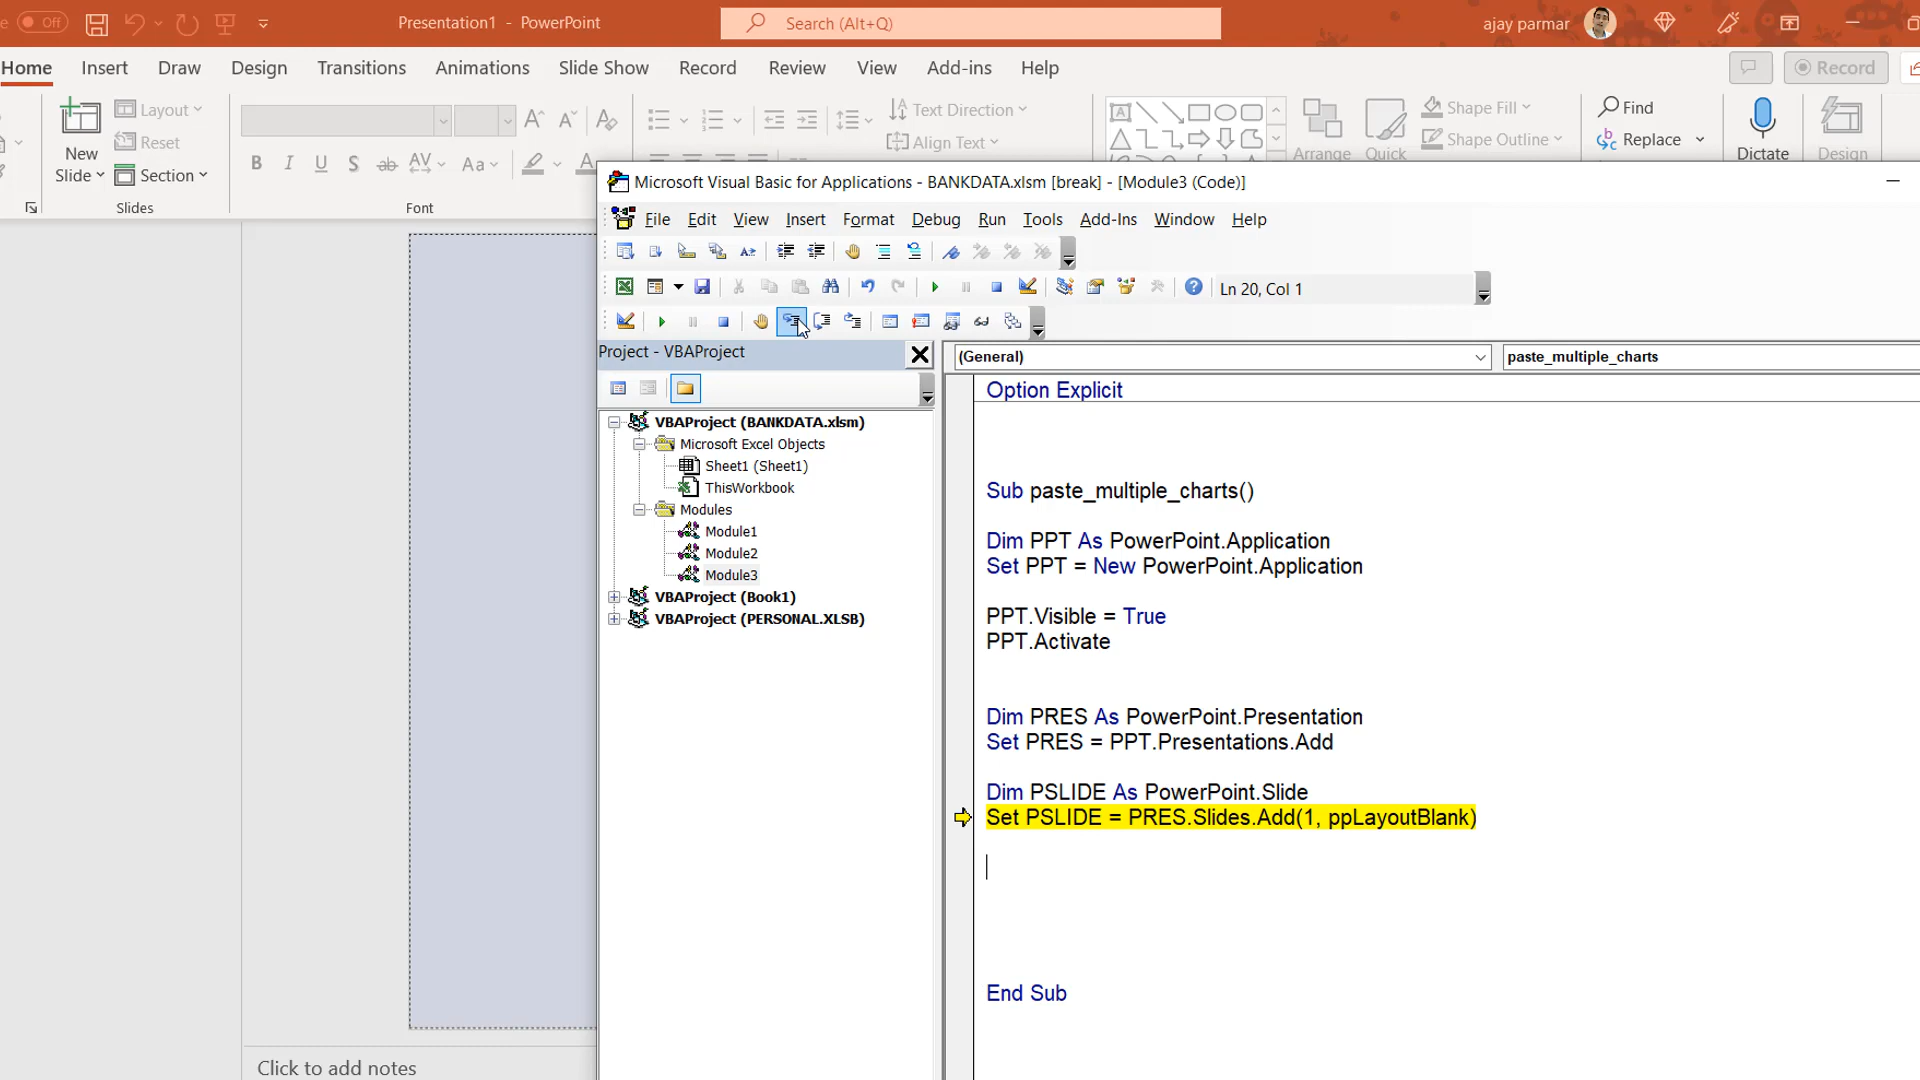 Off
Presentation1 - PowerPoint
Search (Alt+Q)
ajay parmar
Home Insert Draw Design Transitions Animations Slide Show Record Review View Add-ins Help
Record
New Slide
Layout
Reset
Section
Slides
B I U S ab AV Aa A
Font
Text Direction
Align Text
Arrange
Quick
Shape Fill
Shape Outline
Find
Replace
Dictate
Design
Microsoft Visual Basic for Applications - BANKDATA.xlsm [break] - [Module3 (Code)]
File Edit View Insert Format Debug Run Tools Add-Ins Window Help
Ln 20, Col 1
Project - VBAProject
(General)
paste_multiple_charts
VBAProject (BANKDATA.xlsm)
Microsoft Excel Objects
Sheet1 (Sheet1)
ThisWorkbook
Modules
Module1
Module2
Module3
VBAProject (Book1)
VBAProject (PERSONAL.XLSB)
Option Explicit
Sub paste_multiple_charts()
Dim PPT As PowerPoint.Application
Set PPT = New PowerPoint.Application
PPT.Visible = True
PPT.Activate
Dim PRES As PowerPoint.Presentation
Set PRES = PPT.Presentations.Add
Dim PSLIDE As PowerPoint.Slide
Set PSLIDE = PRES.Slides.Add(1, ppLayoutBlank)
End Sub
Click to add notes